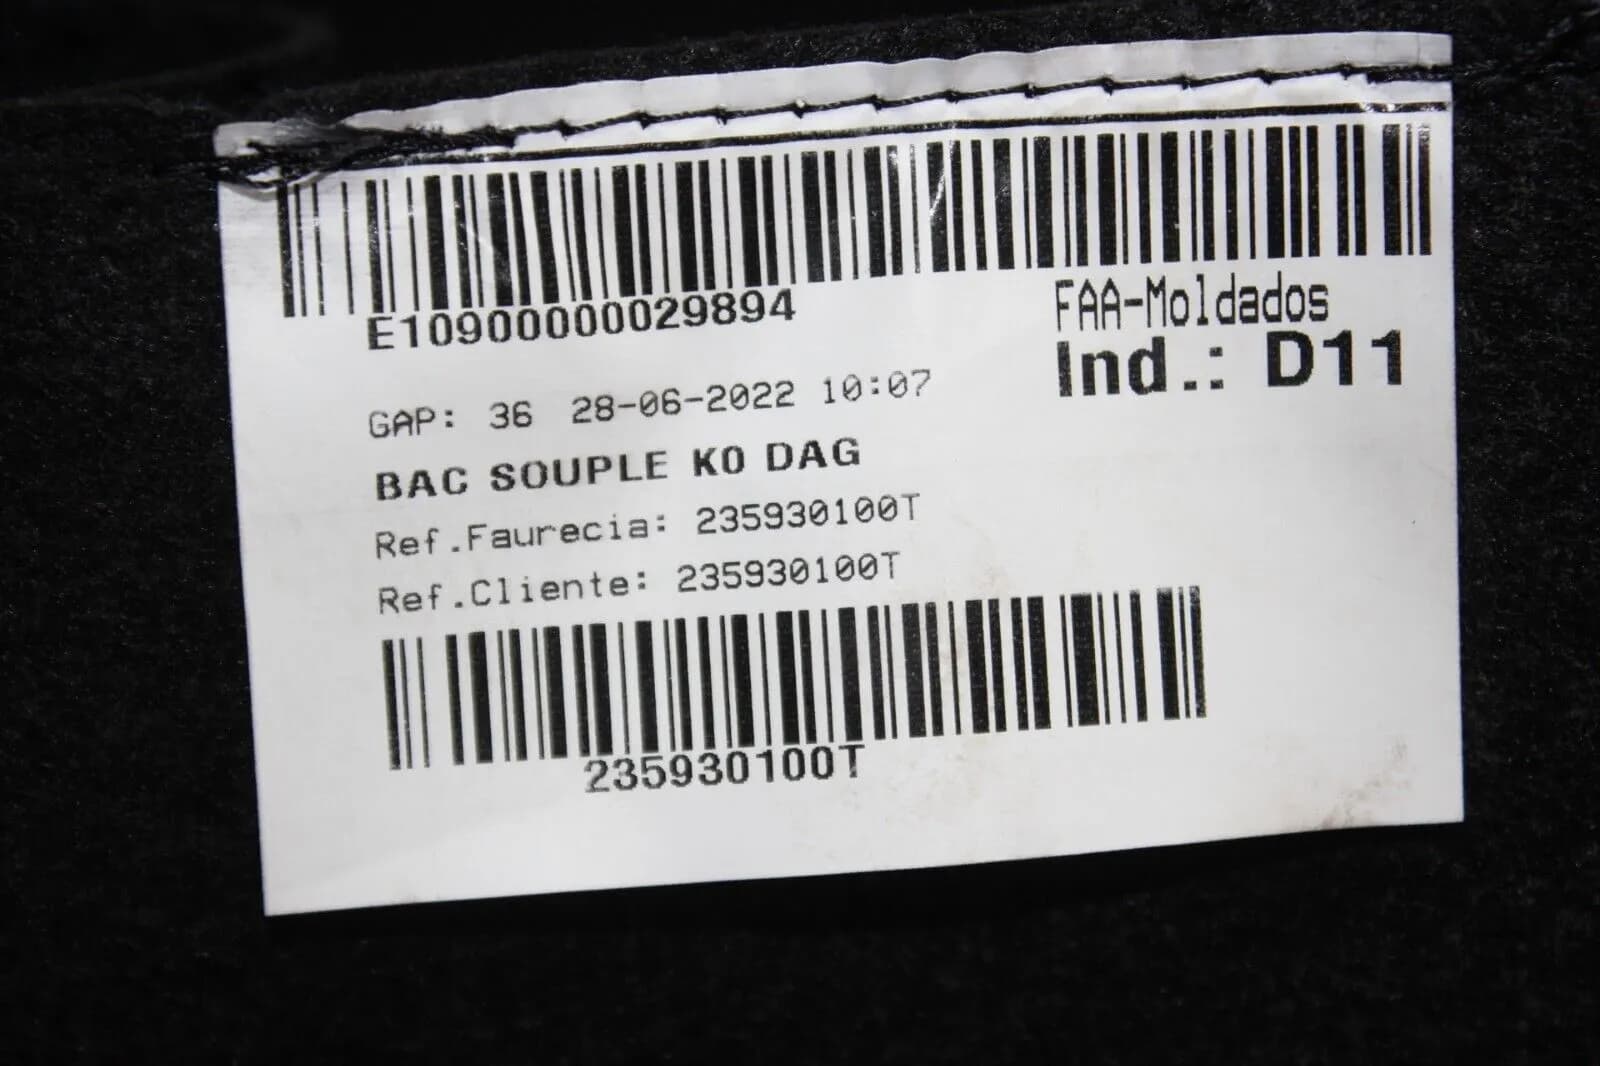 E10900000029894
FAA-Moldados
Ind.: D11
GAP: 36 28-06-2022 10:07
BAC SOUPLE K0 DAG
Ref.Faurecia: 235930100T
Ref.Cliente: 235930100T
235930100T